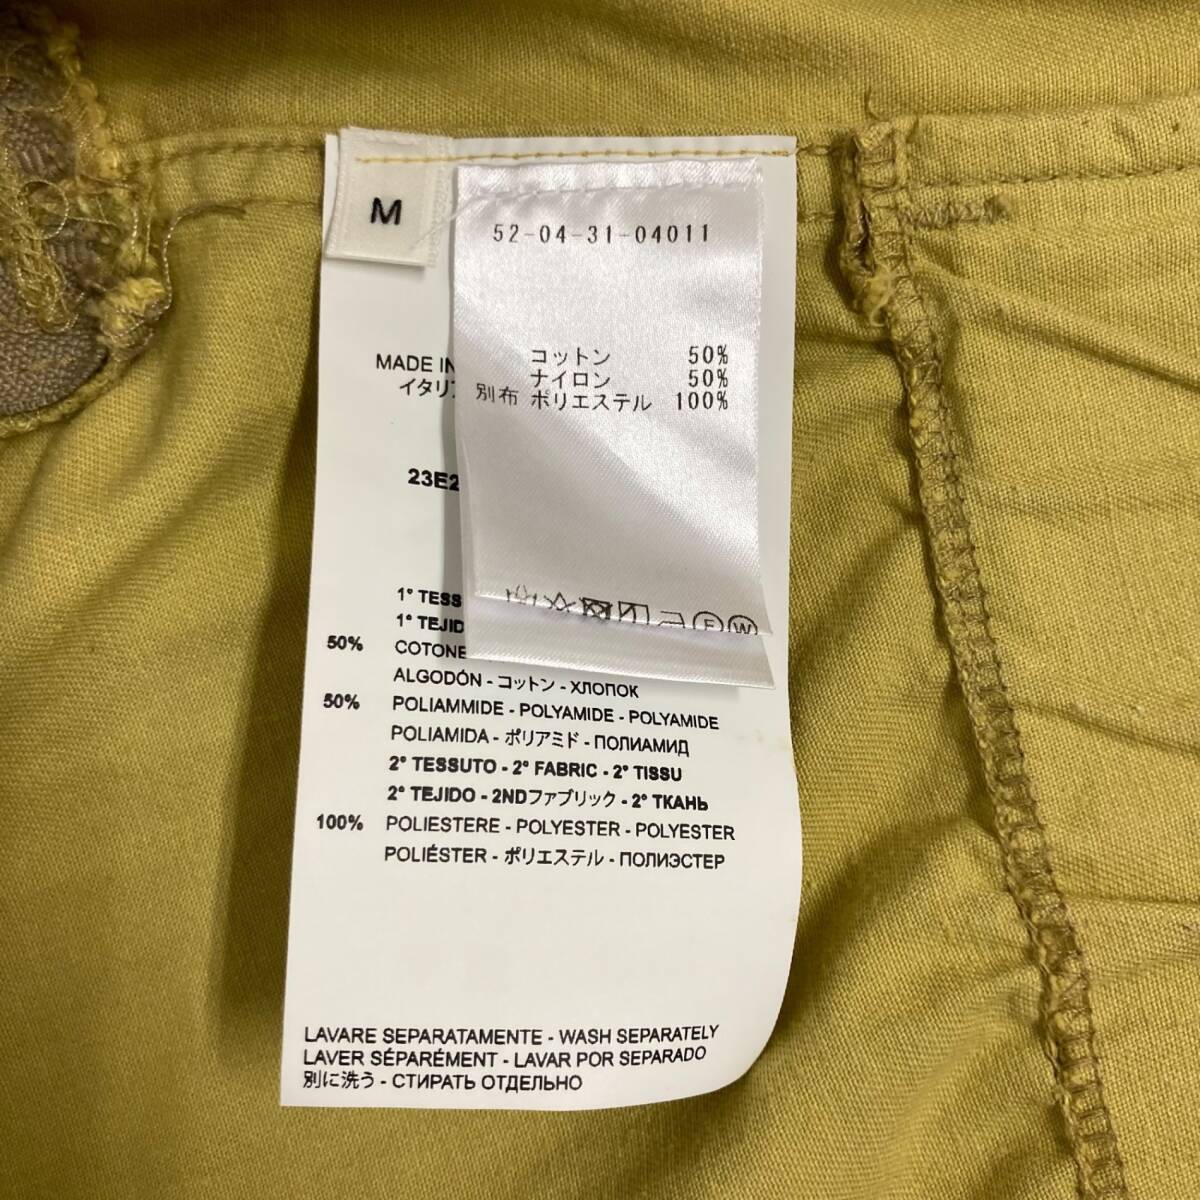 M
52-04-31-04011
コットン 50%
ナイロン 50%
別布 ポリエステル 100%
MADE IN
イタリ
23E2
1° TESS
1° TEJID
50% COTONE
ALGODÓN - コットン - ХЛОПОК
50% POLIAMMIDE - POLYAMIDE - POLYAMIDE
POLIAMIDA - ポリアミド - ПОЛИАМИД
2° TESSUTO - 2° FABRIC - 2° TISSU
2° TEJIDO - 2NDファブリック - 2° ТКАНЬ
100% POLIESTERE - POLYESTER - POLYESTER
POLIÉSTER - ポリエステル - ПОЛИЭСТЕР
LAVARE SEPARATAMENTE - WASH SEPARATELY
LAVER SÉPARÉMENT - LAVAR POR SEPARADO
別に洗う - СТИРАТЬ ОТДЕЛЬНО